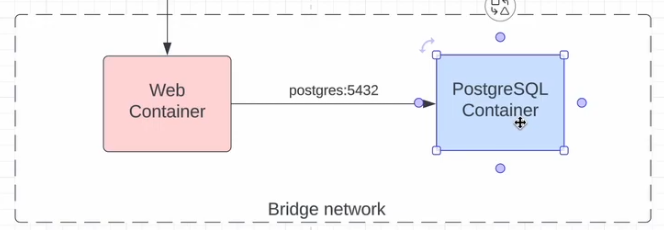 Web
Container
postgres:5432
PostgreSQL
Container
Bridge network